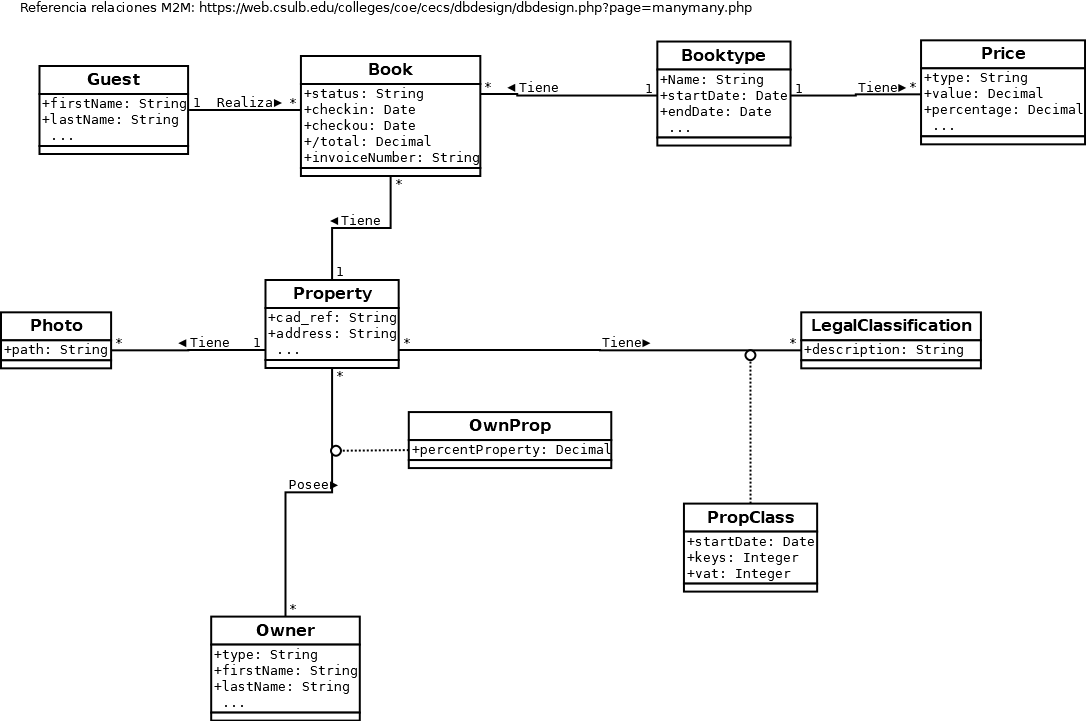 Referencia relaciones M2M: https://web.csulb.edu/colleges/coe/cecs/dbdesign/dbdesign.php?page=manymany.php
Guest
+firstName: String
+lastName: String
...
1 Realiza▶ *
Book
+status: String
+checkin: Date
+checkou: Date
+/total: Decimal
+invoiceNumber: String
* ◀Tiene 1
Booktype
+Name: String
+startDate: Date
+endDate: Date
...
1 Tiene▶ *
Price
+type: String
+value: Decimal
+percentage: Decimal
...
*
◀Tiene
1
Property
+cad_ref: String
+address: String
...
Photo
+path: String
* ◀Tiene 1
* Tiene▶ *
LegalClassification
+description: String
*
OwnProp
+percentProperty: Decimal
Posee▶
*
PropClass
+startDate: Date
+keys: Integer
+vat: Integer
Owner
+type: String
+firstName: String
+lastName: String
...